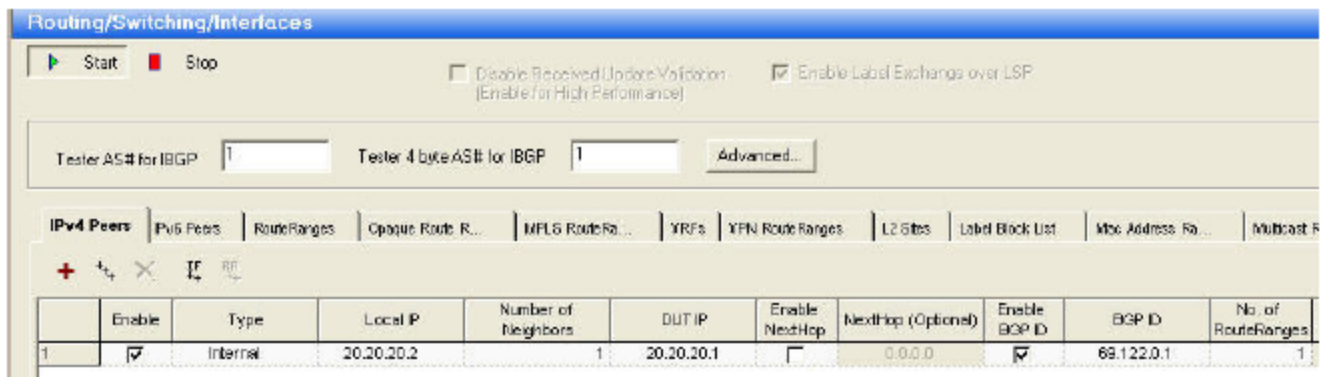 Routing/Switching/Interfaces
Start Stop
Disable Received Update Validation
(Enable for High Performance)
Enable Label Exchange over LSP
Tester AS# for IBGP 1 Tester 4 byte AS# for IBGP 1 Advanced...
IPv4 Peers IPv6 Peers RouteRanges Opaque Route R... MPLS RouteRa... VRFs VPN RouteRanges L2 Sites Label Block List Mac Address Ra... Multicast R
Enable Type Local IP Number of Neighbors DUT IP Enable NextHop NextHop (Optional) Enable BGP ID BGP ID No. of RouteRanges
1 Internal 20.20.20.2 1 20.20.20.1 0.0.0.0 69.122.0.1 1